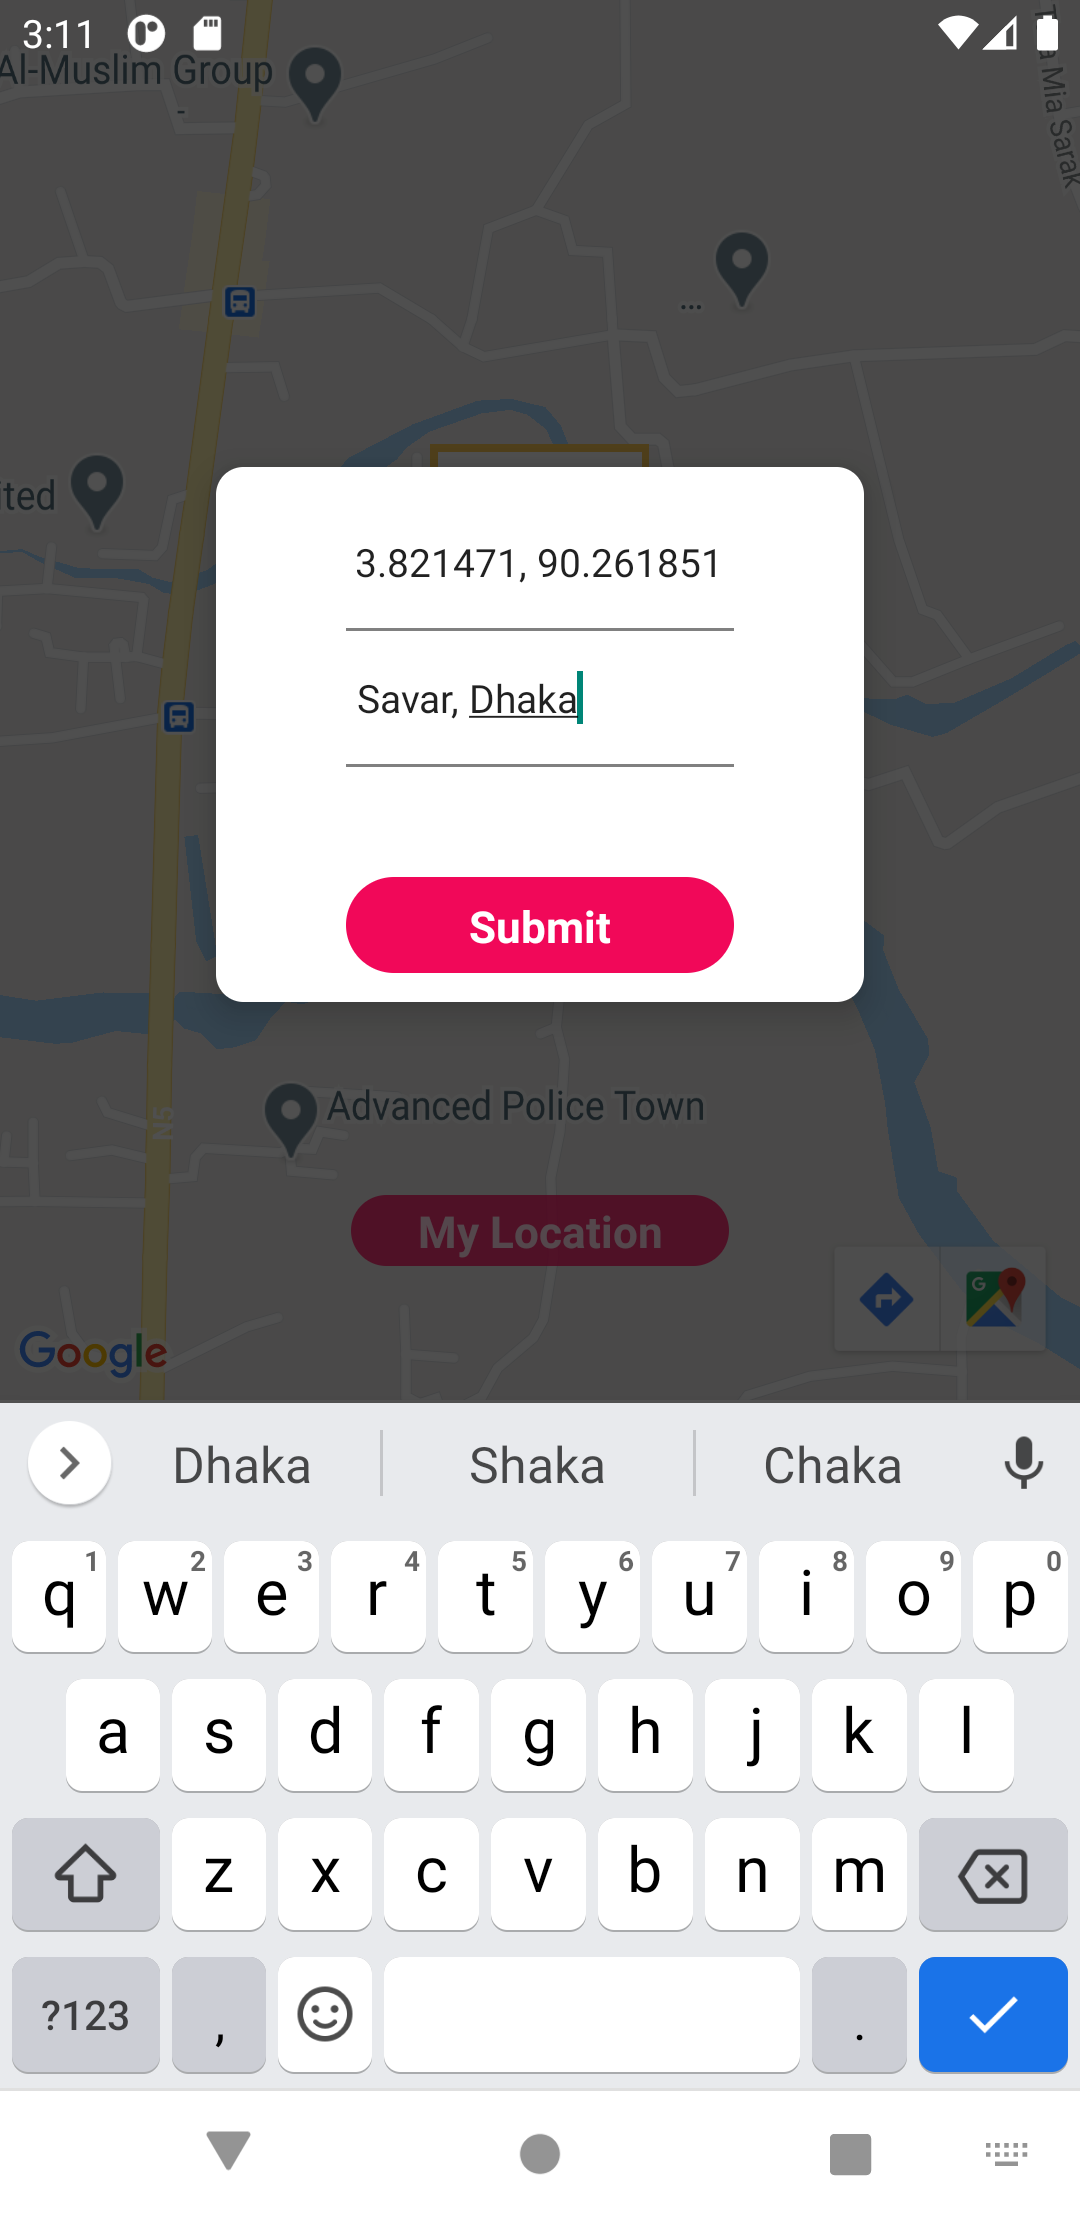 3:11
Al-Muslim Group
-
Mia Sarak
...
ited
3.821471, 90.261851
Savar, Dhaka
Submit
N5
Advanced Police Town
My Location
G
Google
Dhaka Shaka Chaka
q 1 w 2 e 3 r 4 t 5 y 6 u 7 i 8 o 9 p 0
a s d f g h j k l
z x c v b n m
?123 , .